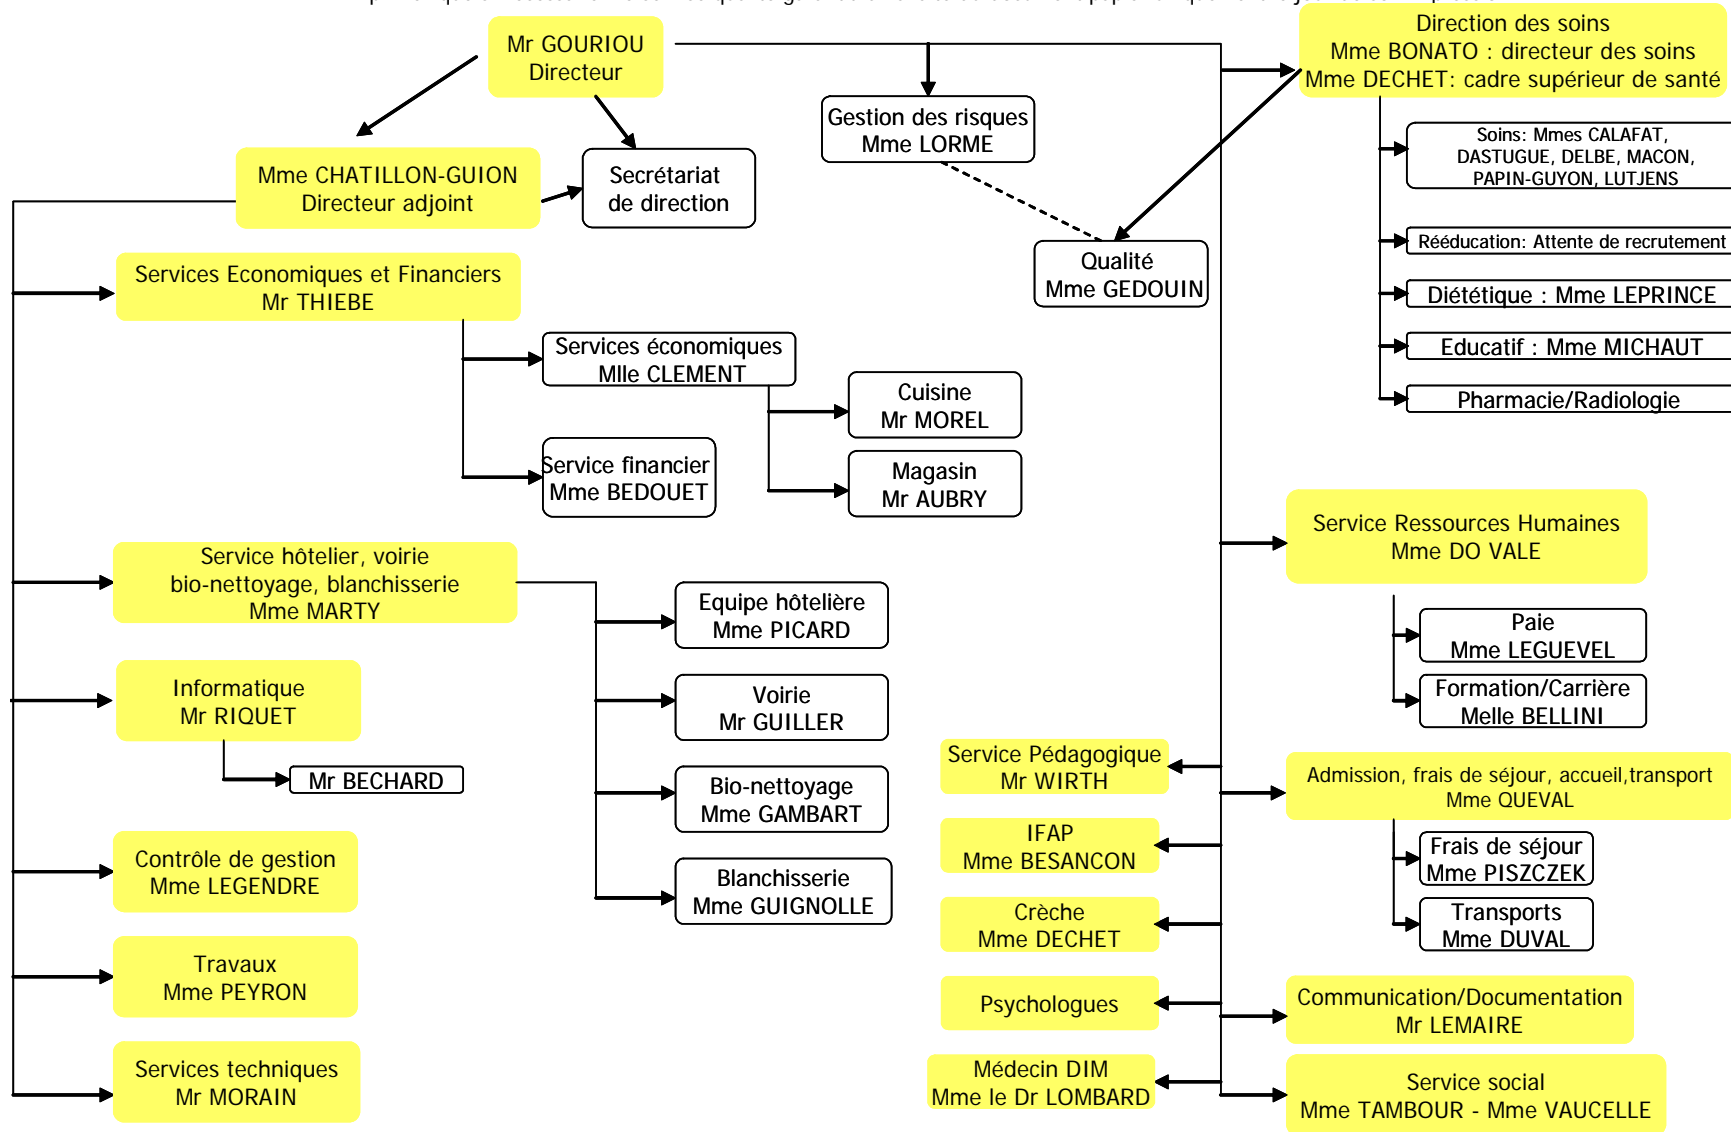 Mr GOURIOU
Directeur
Direction des soins
Mme BONATO : directeur des soins
Mme DECHET: cadre supérieur de santé
Gestion des risques
Mme LORME
Soins: Mmes CALAFAT,
DASTUGUE, DELBE, MACON,
PAPIN-GUYON, LUTJENS
Mme CHATILLON-GUION
Directeur adjoint
Secrétariat
de direction
Rééducation: Attente de recrutement
Qualité
Mme GEDOUIN
Services Economiques et Financiers
Mr THIEBE
Diététique : Mme LEPRINCE
Services économiques
Mlle CLEMENT
Educatif : Mme MICHAUT
Cuisine
Mr MOREL
Pharmacie/Radiologie
Service financier
Mme BEDOUET
Magasin
Mr AUBRY
Service Ressources Humaines
Mme DO VALE
Service hôtelier, voirie
bio-nettoyage, blanchisserie
Mme MARTY
Equipe hôtelière
Mme PICARD
Paie
Mme LEGUEVEL
Informatique
Mr RIQUET
Voirie
Mr GUILLER
Formation/Carrière
Melle BELLINI
Mr BECHARD
Service Pédagogique
Mr WIRTH
Admission, frais de séjour, accueil,transport
Mme QUEVAL
Bio-nettoyage
Mme GAMBART
IFAP
Mme BESANCON
Frais de séjour
Mme PISZCZEK
Contrôle de gestion
Mme LEGENDRE
Blanchisserie
Mme GUIGNOLLE
Crèche
Mme DECHET
Transports
Mme DUVAL
Travaux
Mme PEYRON
Psychologues
Communication/Documentation
Mr LEMAIRE
Services techniques
Mr MORAIN
Médecin DIM
Mme le Dr LOMBARD
Service social
Mme TAMBOUR - Mme VAUCELLE